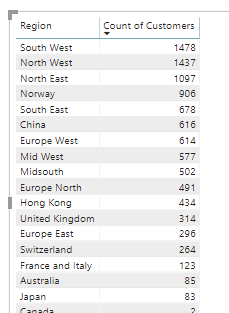 Region Count of Customers
South West 1478
North West 1437
North East 1097
Norway 906
South East 678
China 616
Europe West 614
Mid West 577
Midsouth 502
Europe North 491
Hong Kong 434
United Kingdom 314
Europe East 296
Switzerland 264
France and Italy 123
Australia 85
Japan 83
Canada 2